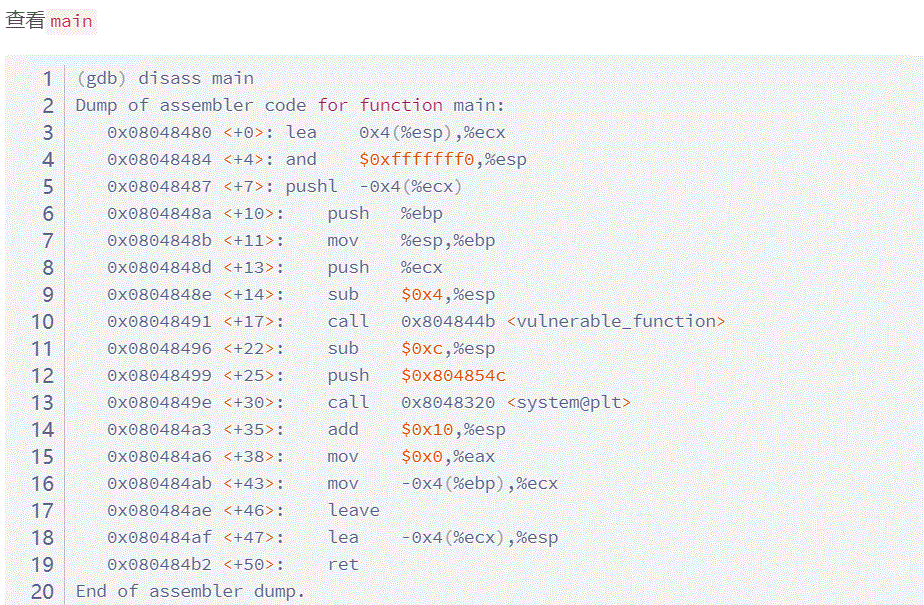 查看main
1 (gdb) disass main
2 Dump of assembler code for function main:
3 0x08048480 <+0>: lea 0x4(%esp),%ecx
4 0x08048484 <+4>: and $0xfffffff0,%esp
5 0x08048487 <+7>: pushl -0x4(%ecx)
6 0x0804848a <+10>: push %ebp
7 0x0804848b <+11>: mov %esp,%ebp
8 0x0804848d <+13>: push %ecx
9 0x0804848e <+14>: sub $0x4,%esp
10 0x08048491 <+17>: call 0x804844b <vulnerable_function>
11 0x08048496 <+22>: sub $0xc,%esp
12 0x08048499 <+25>: push $0x804854c
13 0x0804849e <+30>: call 0x8048320 <system@plt>
14 0x080484a3 <+35>: add $0x10,%esp
15 0x080484a6 <+38>: mov $0x0,%eax
16 0x080484ab <+43>: mov -0x4(%ebp),%ecx
17 0x080484ae <+46>: leave
18 0x080484af <+47>: lea -0x4(%ecx),%esp
19 0x080484b2 <+50>: ret
20 End of assembler dump.